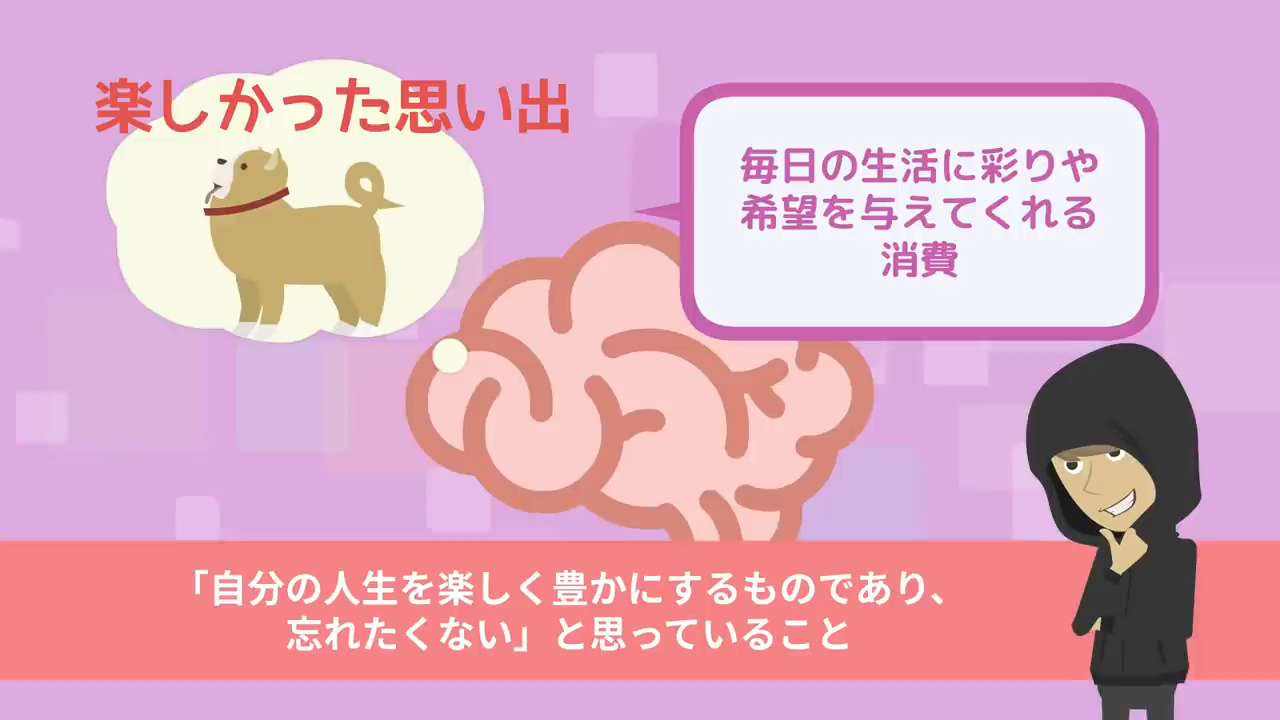 楽しかった思い出
毎日の生活に彩りや
希望を与えてくれる
消費
「自分の人生を楽しく豊かにするものであり、
忘れたくない」と思っていること